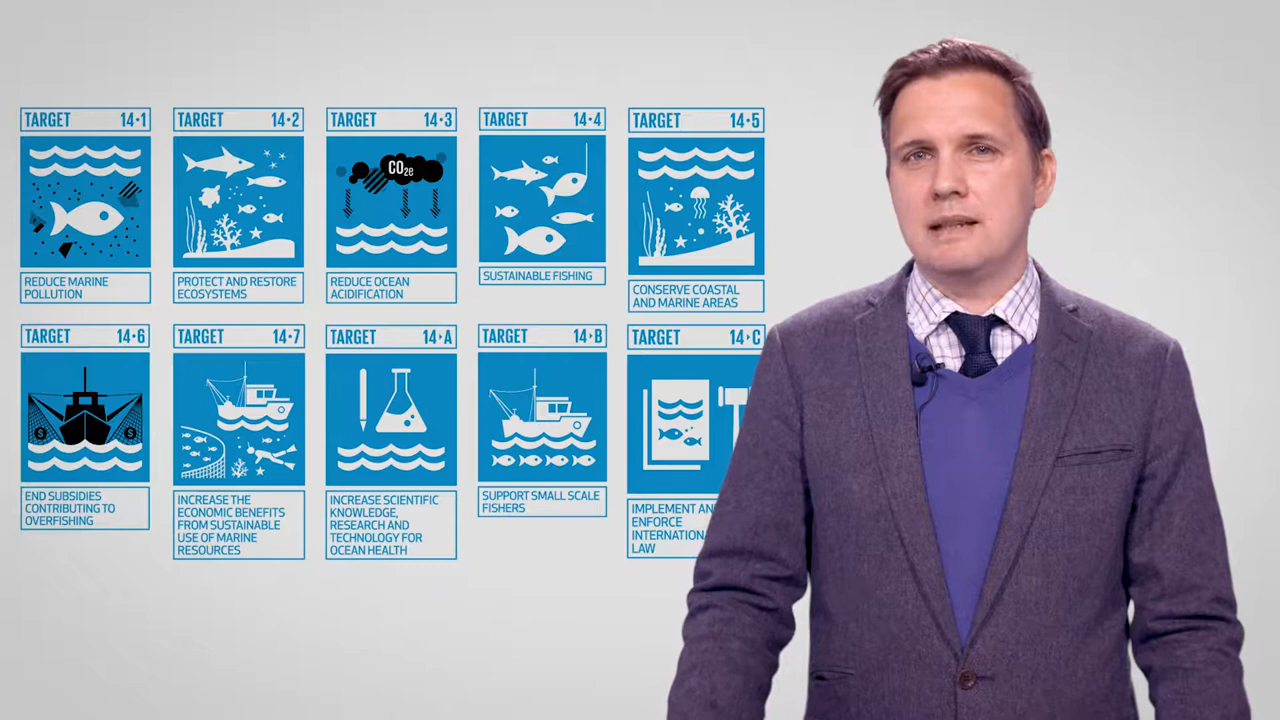 TARGET 14•1
TARGET 14•2
TARGET 14•3
TARGET 14•4
TARGET 14•5
CO2e
REDUCE MARINE
POLLUTION
PROTECT AND RESTORE
ECOSYSTEMS
REDUCE OCEAN
ACIDIFICATION
SUSTAINABLE FISHING
CONSERVE COASTAL
AND MARINE AREAS
TARGET 14•6
TARGET 14•7
TARGET 14•A
TARGET 14•B
TARGET 14•C
$ $
END SUBSIDIES
CONTRIBUTING TO
OVERFISHING
INCREASE THE
ECONOMIC BENEFITS
FROM SUSTAINABLE
USE OF MARINE
RESOURCES
INCREASE SCIENTIFIC
KNOWLEDGE,
RESEARCH AND
TECHNOLOGY FOR
OCEAN HEALTH
SUPPORT SMALL SCALE
FISHERS
IMPLEMENT AN
ENFORCE
INTERNATION
LAW